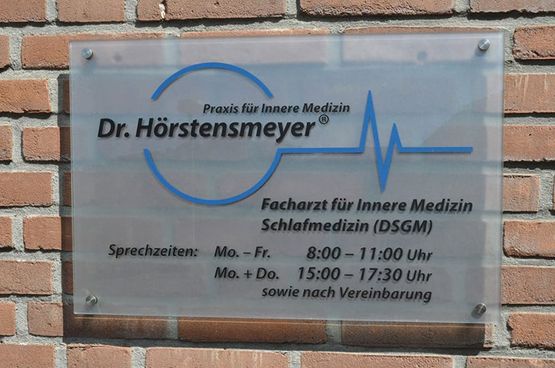 Praxis für Innere Medizin
Dr. Hörstensmeyer®
Facharzt für Innere Medizin
Schlafmedizin (DSGM)
Sprechzeiten: Mo. – Fr. 8:00 – 11:00 Uhr
Mo. + Do. 15:00 – 17:30 Uhr
sowie nach Vereinbarung